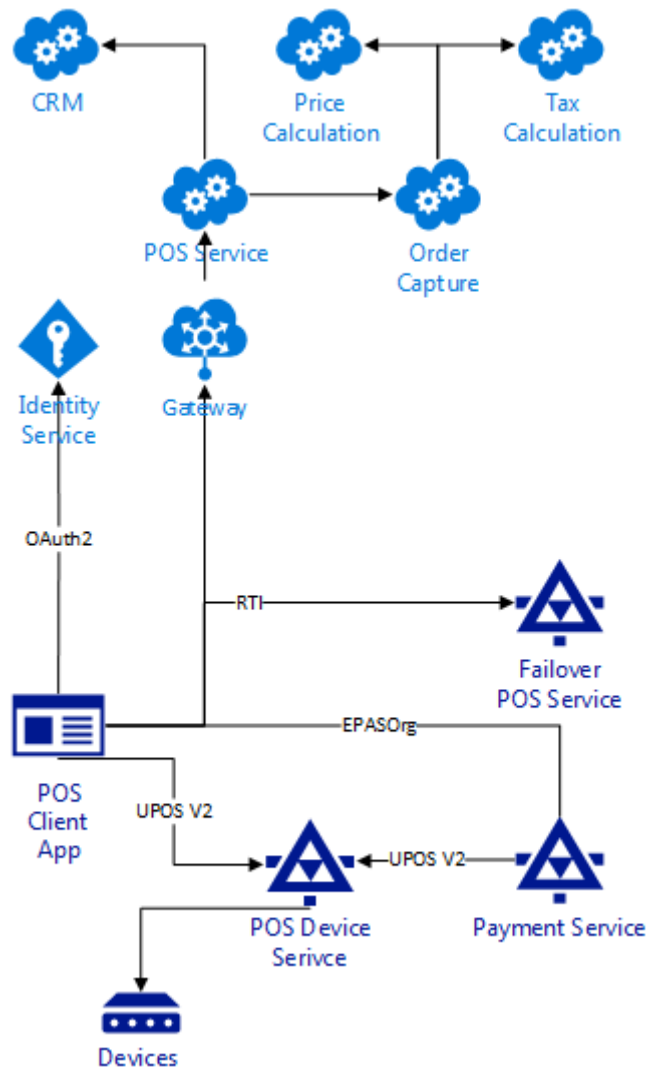 CRM
Price
Calculation
Tax
Calculation
POS Service
Order
Capture
Identity
Service
Gateway
OAuth2
RTI
Failover
POS Service
EPASOrg
POS
Client
App
UPOS V2
UPOS V2
POS Device
Serivce
Payment Service
Devices